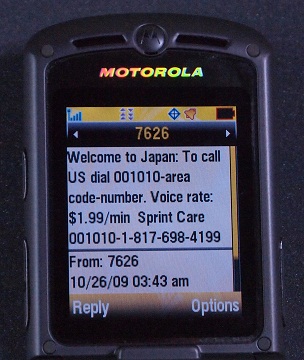 MOTOROLA
7626
Welcome to Japan: To call
US dial 001010-area
code-number. Voice rate:
$1.99/min  Sprint Care
001010-1-817-698-4199
From: 7626
10/26/09 03:43 am
Reply Options